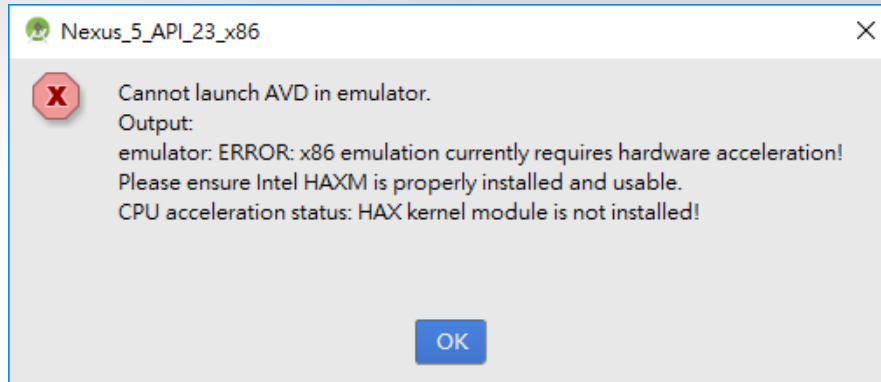 Nexus_5_API_23_x86
Cannot launch AVD in emulator.
Output:
emulator: ERROR: x86 emulation currently requires hardware acceleration!
Please ensure Intel HAXM is properly installed and usable.
CPU acceleration status: HAX kernel module is not installed!
OK